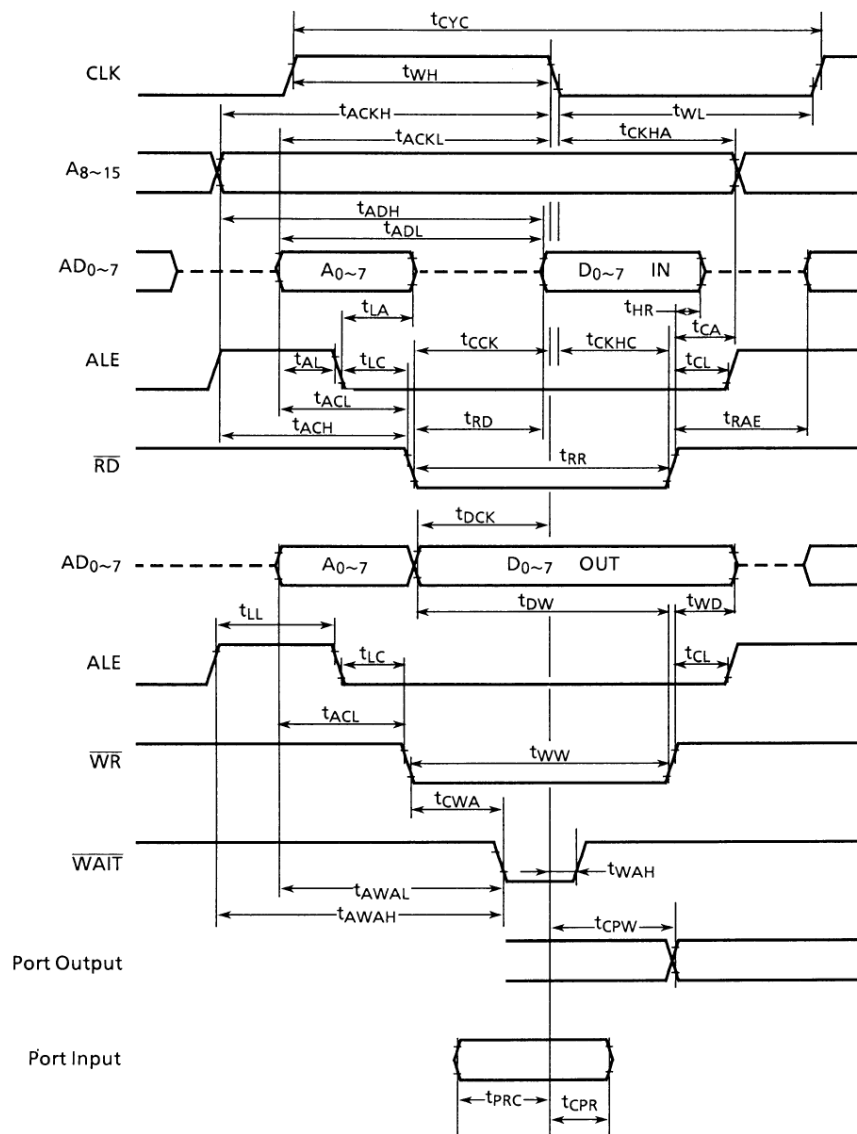 tCYC
CLK
tWH
tACKH
tWL
tACKL
tCKHA
A8~15
tADH
tADL
AD0~7
A0~7
D0~7 IN
tLA
tHR
tCA
tCCK
tCKHC
ALE
tAL
tLC
tCL
tACL
tRD
tRAE
tACH
tRR
RD
tDCK
AD0~7
A0~7
D0~7 OUT
tDW
tWD
tLL
ALE
tLC
tCL
tACL
WR
tWW
tCWA
WAIT
tWAH
tAWAL
tAWAH
tCPW
Port Output
Port Input
tPRC
tCPR